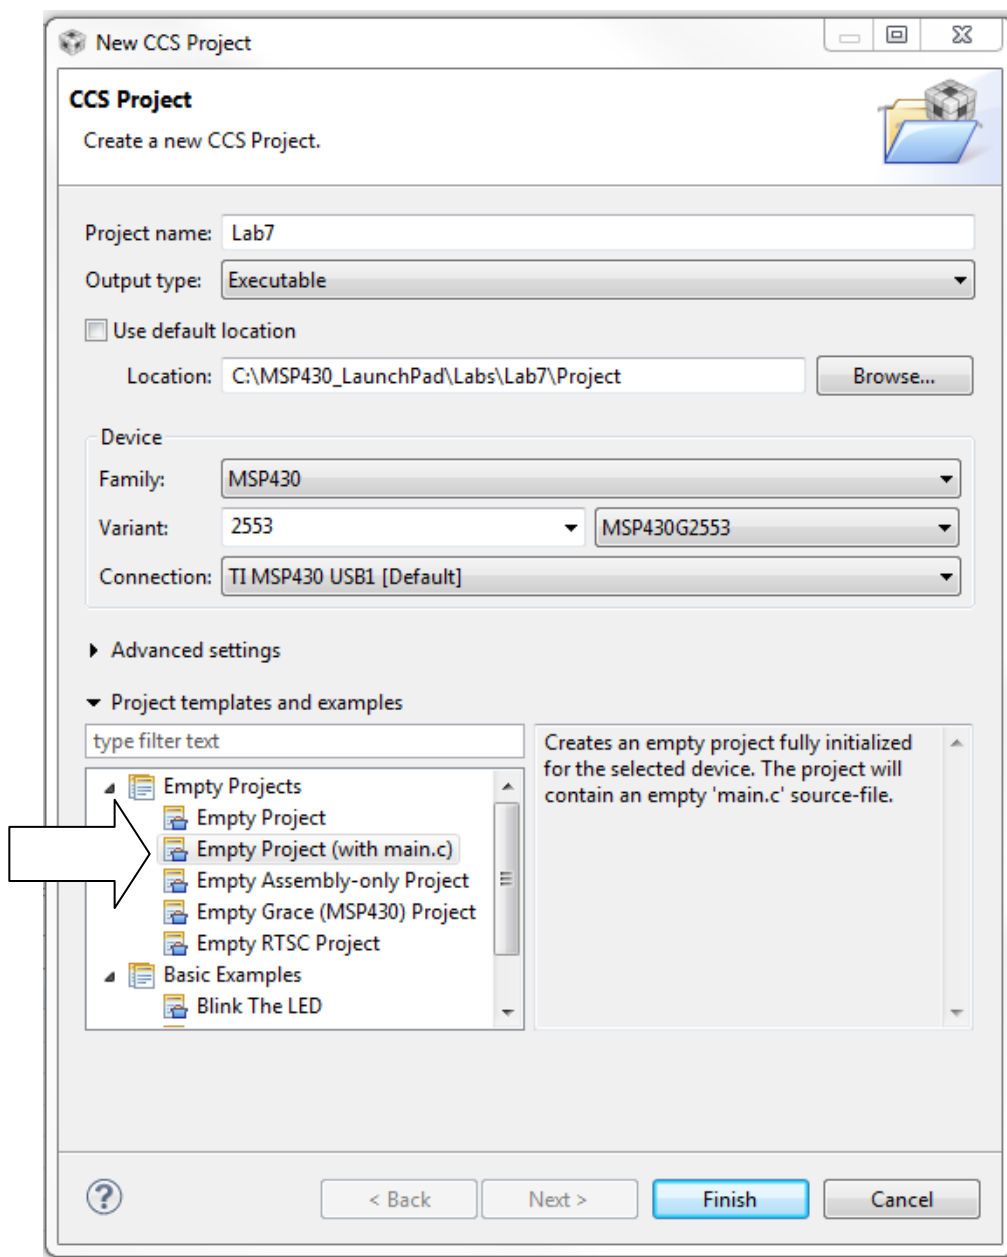 New CCS Project
CCS Project
Create a new CCS Project.
Project name: Lab7
Output type: Executable
Use default location
Location: C:\MSP430_LaunchPad\Labs\Lab7\Project Browse...
Device
Family: MSP430
Variant: 2553 MSP430G2553
Connection: TI MSP430 USB1 [Default]
Advanced settings
Project templates and examples
type filter text
Empty Projects
Empty Project
Empty Project (with main.c)
Empty Assembly-only Project
Empty Grace (MSP430) Project
Empty RTSC Project
Basic Examples
Blink The LED
Creates an empty project fully initialized
for the selected device. The project will
contain an empty 'main.c' source-file.
? < Back Next > Finish Cancel